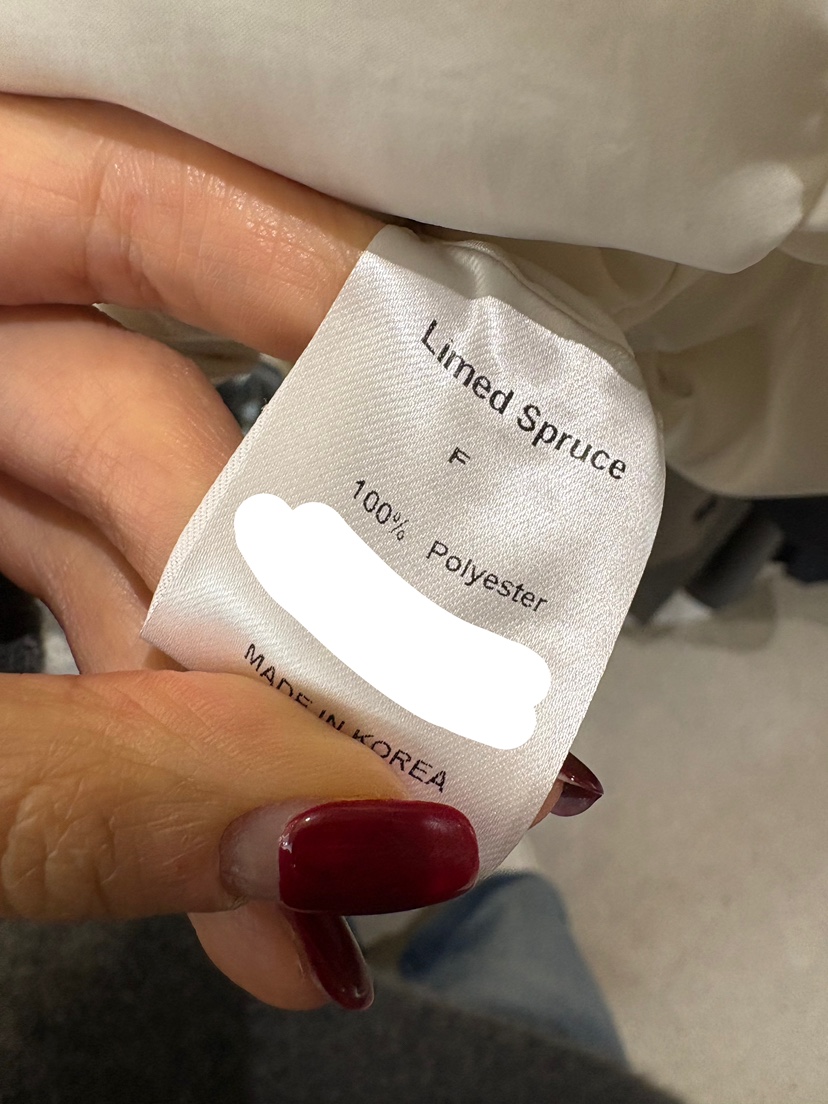 Limed Spruce
F
100% Polyester
MADE IN KOREA